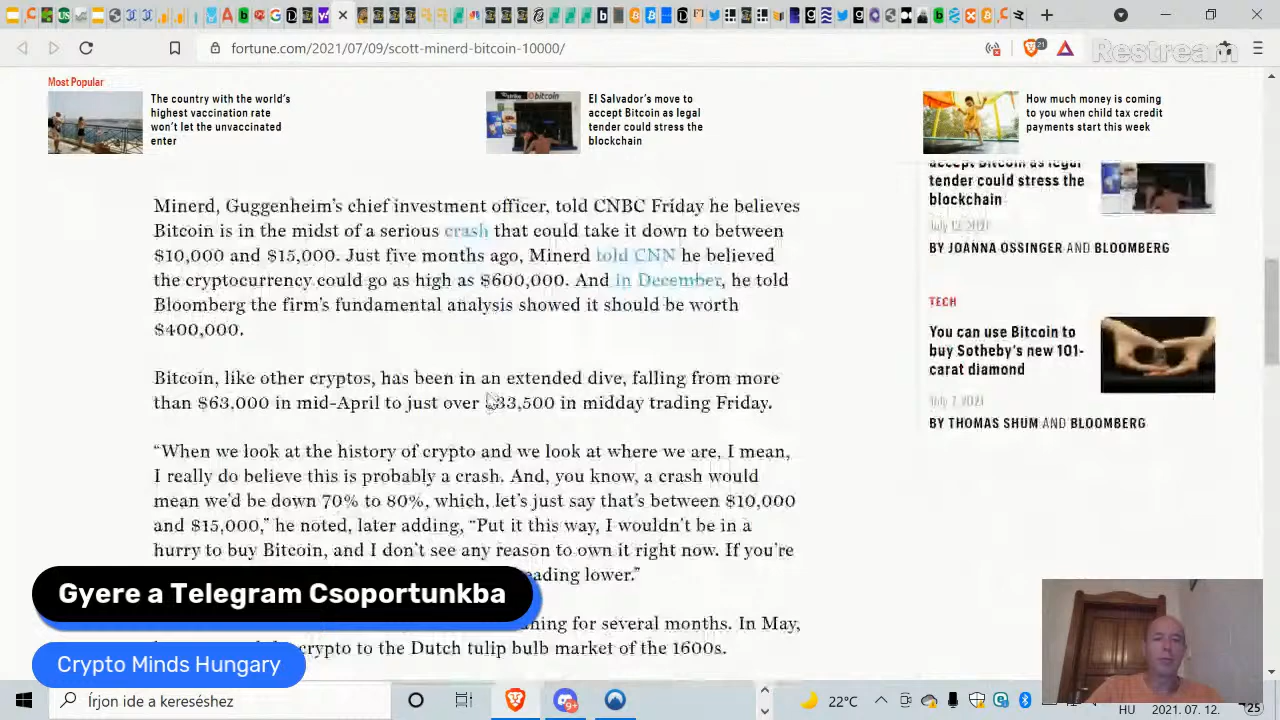 fortune.com/2021/07/09/scott-minerd-bitcoin-10000/
21
Restream
Most Popular
The country with the world's
highest vaccination rate
won't let the unvaccinated
enter
El Salvador's move to
accept Bitcoin as legal
tender could stress the
blockchain
How much money is coming
to you when child tax credit
payments start this week
accept Bitcoin as legal
tender could stress the
blockchain
July 12, 2021
BY JOANNA OSSINGER AND BLOOMBERG
TECH
You can use Bitcoin to
buy Sotheby's new 101-
carat diamond
July 7, 2021
BY THOMAS SHUM AND BLOOMBERG
Minerd, Guggenheim's chief investment officer, told CNBC Friday he believes
Bitcoin is in the midst of a serious crash that could take it down to between
$10,000 and $15,000. Just five months ago, Minerd told CNN he believed
the cryptocurrency could go as high as $600,000. And in December, he told
Bloomberg the firm's fundamental analysis showed it should be worth
$400,000.
Bitcoin, like other cryptos, has been in an extended dive, falling from more
than $63,000 in mid-April to just over $33,500 in midday trading Friday.
“When we look at the history of crypto and we look at where we are, I mean,
I really do believe this is probably a crash. And, you know, a crash would
mean we'd be down 70% to 80%, which, let's just say that's between $10,000
and $15,000,” he noted, later adding, “Put it this way, I wouldn't be in a
hurry to buy Bitcoin, and I don't see any reason to own it right now. If you're
eading lower.”
ning for several months. In May,
crypto to the Dutch tulip bulb market of the 1600s.
Gyere a Telegram Csoportunkba
Crypto Minds Hungary
Írjon ide a kereséshez
9+
22°C
HU
2021. 07. 12.
25